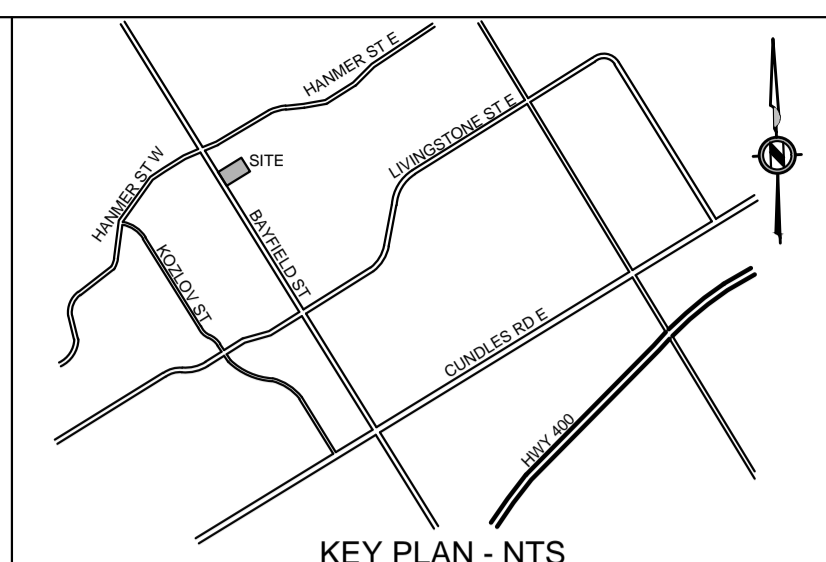 HANMER ST E
LIVINGSTONE ST E
SITE
HANMER ST W
BAYFIELD ST
KOZLOV ST
N
CUNDLES RD E
HWY 400
KEY PLAN - NTS